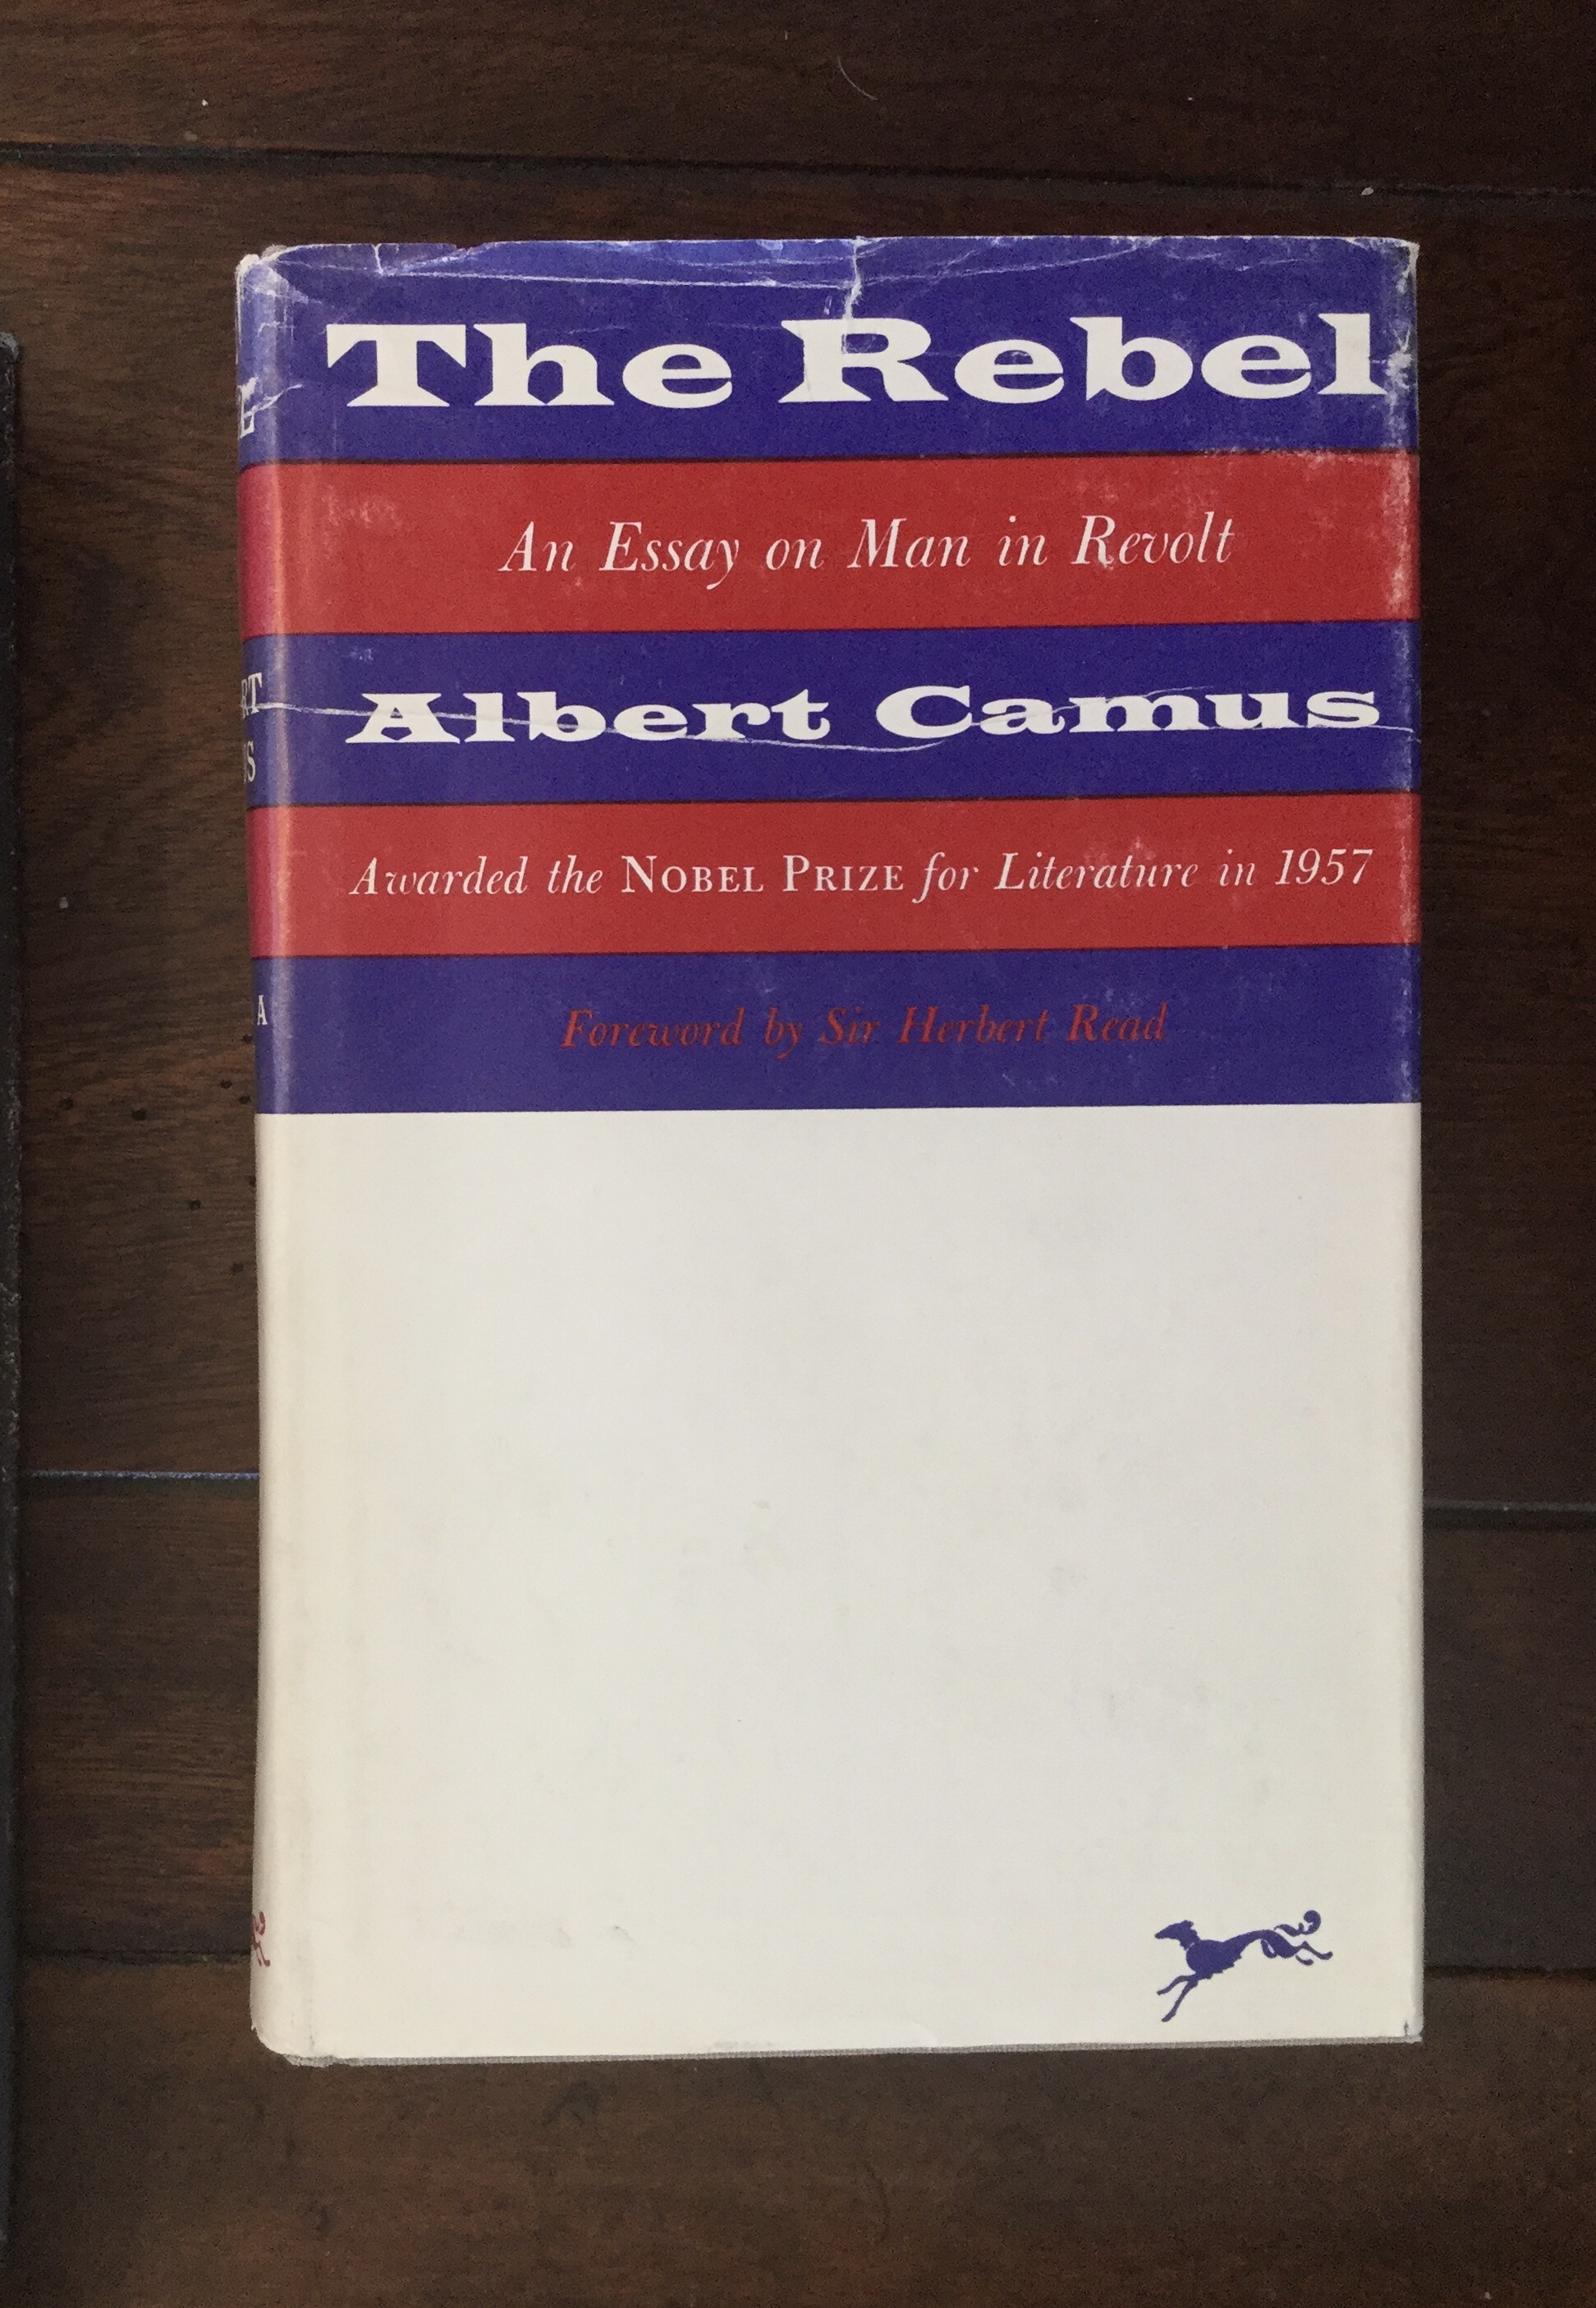 The Rebel
An Essay on Man in Revolt
Albert Camus
Awarded the NOBEL PRIZE for Literature in 1957
Foreword by Sir Herbert Read